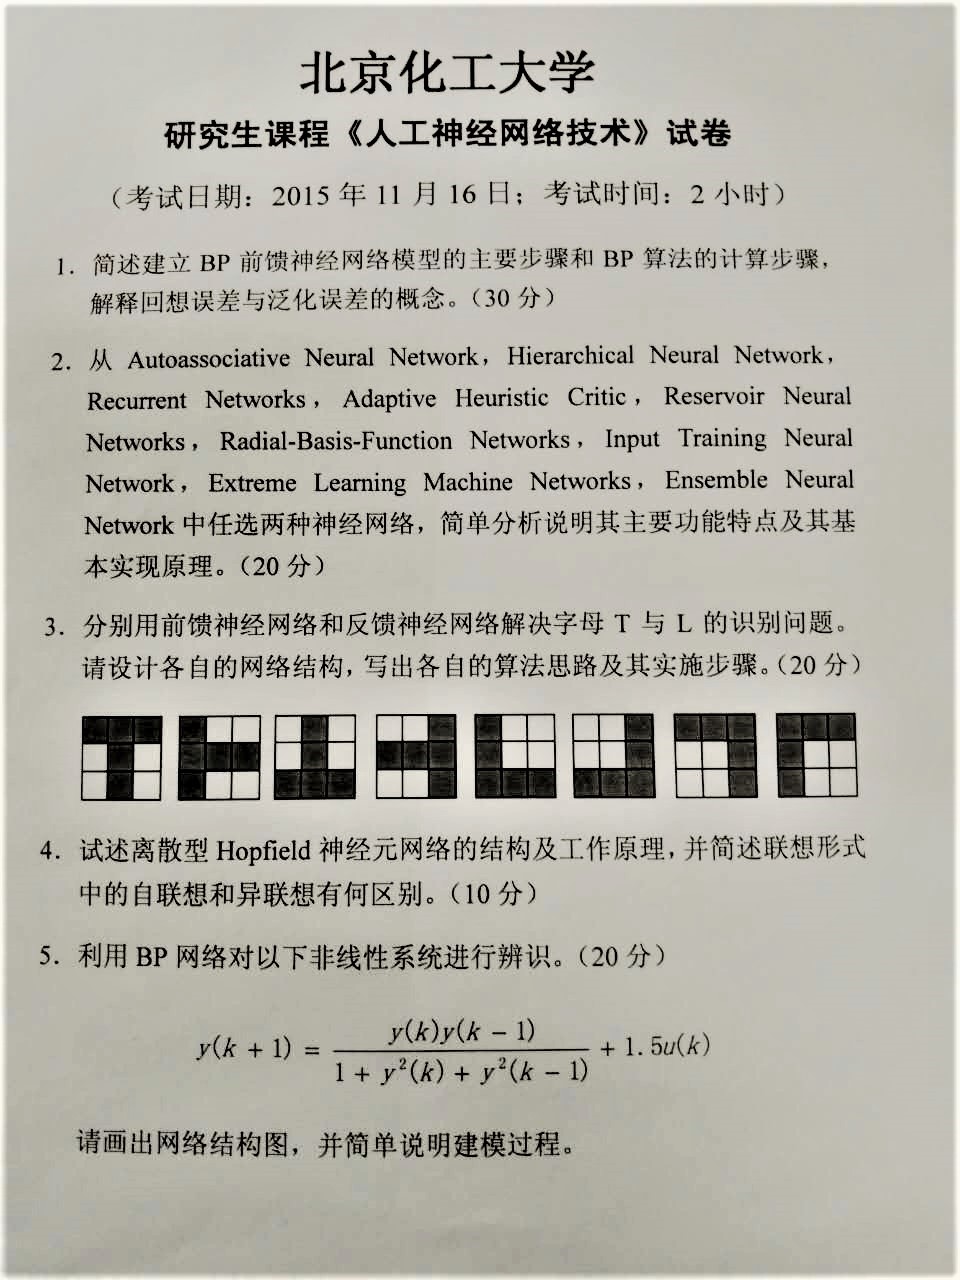 北京化工大学
研究生课程《人工神经网络技术》试卷
（考试日期：2015 年 11 月 16 日；考试时间：2 小时）
1. 简述建立 BP 前馈神经网络模型的主要步骤和 BP 算法的计算步骤，
解释回想误差与泛化误差的概念。（30 分）
2. 从 Autoassociative Neural Network，Hierarchical Neural Network，
Recurrent Networks，Adaptive Heuristic Critic，Reservoir Neural
Networks，Radial-Basis-Function Networks，Input Training Neural
Network，Extreme Learning Machine Networks，Ensemble Neural
Network 中任选两种神经网络，简单分析说明其主要功能特点及其基
本实现原理。（20 分）
3. 分别用前馈神经网络和反馈神经网络解决字母 T 与 L 的识别问题。
请设计各自的网络结构，写出各自的算法思路及其实施步骤。（20 分）
4. 试述离散型 Hopfield 神经元网络的结构及工作原理，并简述联想形式
中的自联想和异联想有何区别。（10 分）
5. 利用 BP 网络对以下非线性系统进行辨识。（20 分）
y(k + 1) = y(k)y(k − 1) / 1 + y²(k) + y²(k − 1) + 1.5u(k)
请画出网络结构图，并简单说明建模过程。